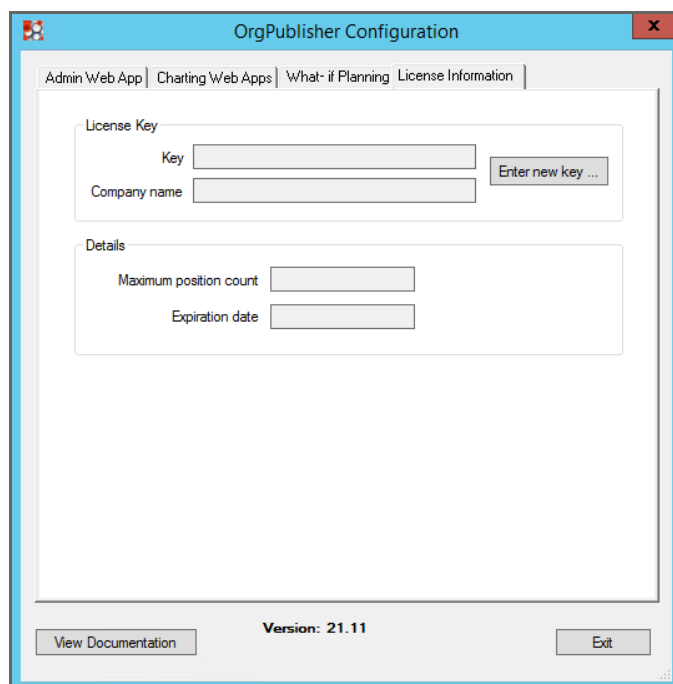 OrgPublisher Configuration
x
Admin Web App Charting Web Apps What- if Planning License Information
License Key
Key
Enter new key ...
Company name
Details
Maximum position count
Expiration date
Version: 21.11
View Documentation
Exit